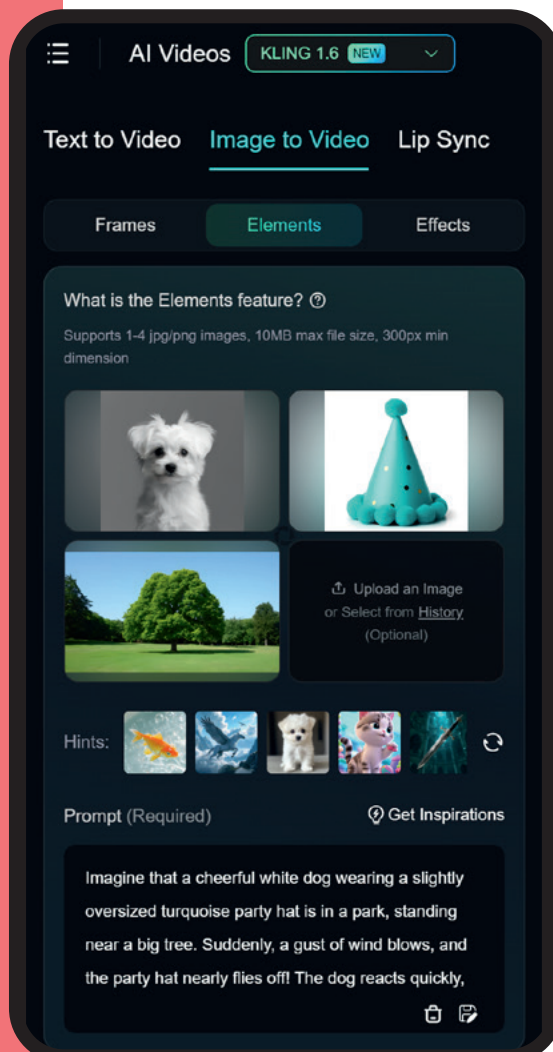 AI Videos KLING 1.6 NEW
Text to Video Image to Video Lip Sync
Frames Elements Effects
What is the Elements feature?
Supports 1-4 jpg/png images, 10MB max file size, 300px min
dimension
Upload an Image
or Select from History
(Optional)
Hints:
Prompt (Required) Get Inspirations
Imagine that a cheerful white dog wearing a slightly
oversized turquoise party hat is in a park, standing
near a big tree. Suddenly, a gust of wind blows, and
the party hat nearly flies off! The dog reacts quickly,